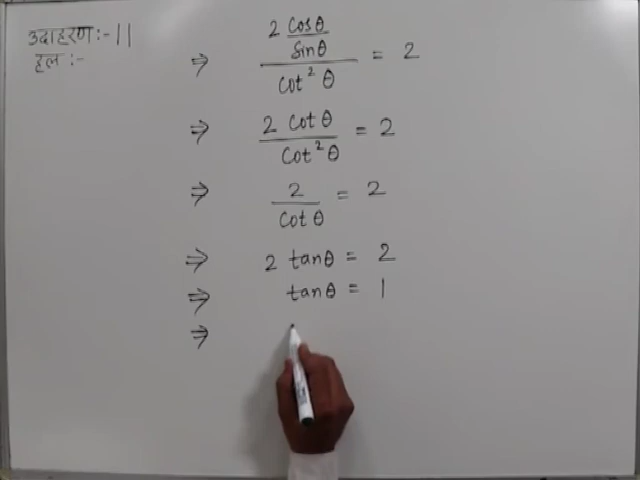 उदाहरण:-11
हल :-
⇒ (2 cosθ/sinθ)/cot²θ = 2
⇒ 2 cotθ/cot²θ = 2
⇒ 2/cotθ = 2
⇒ 2 tanθ = 2
⇒ tanθ = 1
⇒